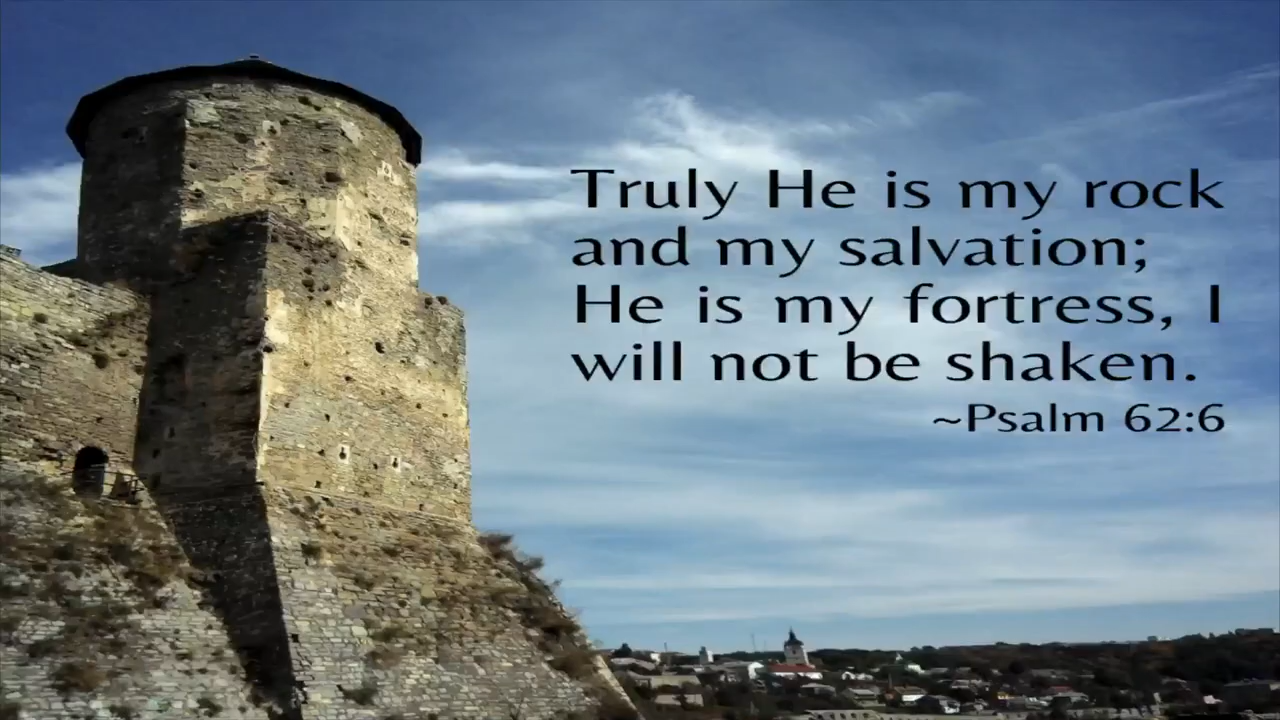 Truly He is my rock
and my salvation;
He is my fortress, I
will not be shaken.
~Psalm 62:6